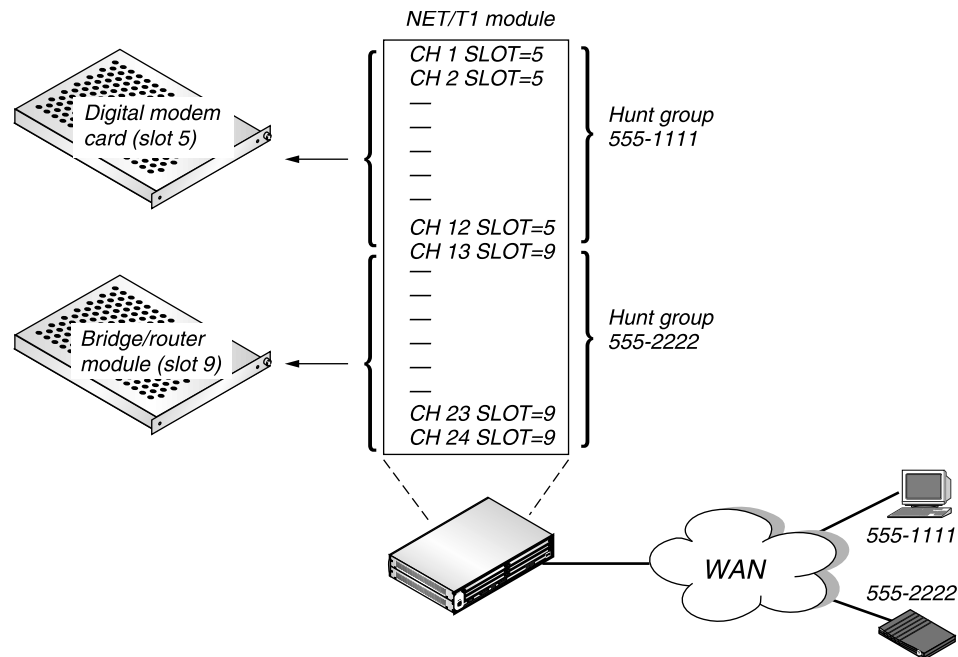 NET/T1 module
CH 1 SLOT=5
CH 2 SLOT=5
—
—
—
—
—
CH 12 SLOT=5
CH 13 SLOT=9
—
—
—
—
—
—
CH 23 SLOT=9
CH 24 SLOT=9
Digital modem
card (slot 5)
Hunt group
555-1111
Bridge/router
module (slot 9)
Hunt group
555-2222
WAN
555-1111
555-2222